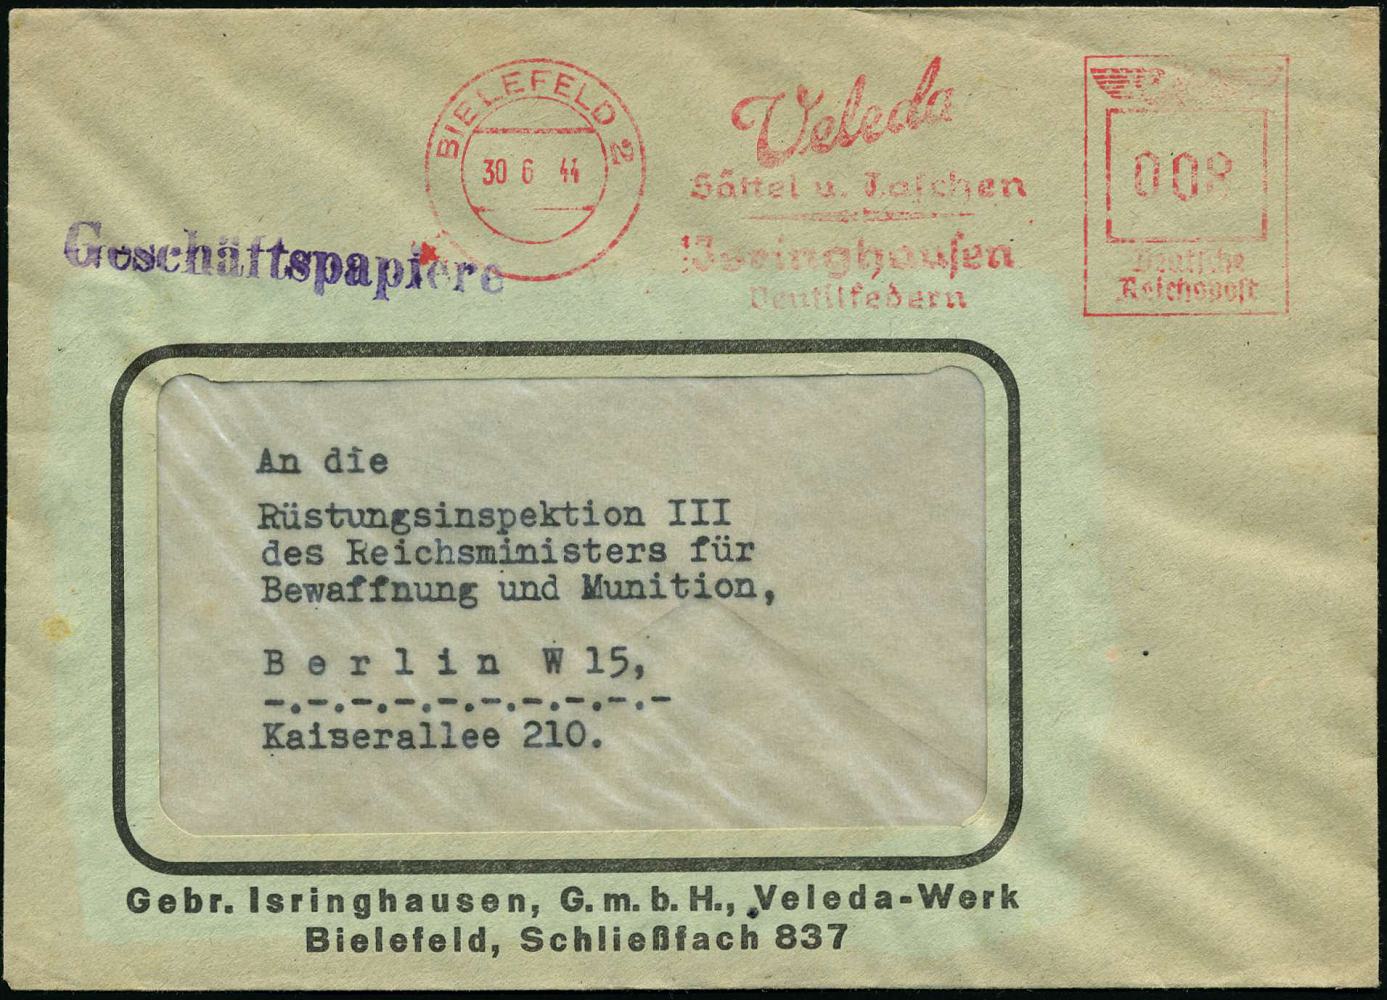 BIELEFELD 2
30 6 44
Veleda
Sättel u. Taschen
Isringhausen
Ventilfedern
008
Deutsche
Reichspost
Geschäftspapiere
An die
Rüstungsinspektion III
des Reichsministers für
Bewaffnung und Munition,
B e r l i n W 15,
-.-.-.-.-.-.-.-.-.-
Kaiserallee 210.
Gebr. Isringhausen, G. m. b. H., Veleda-Werk
Bielefeld, Schließfach 837